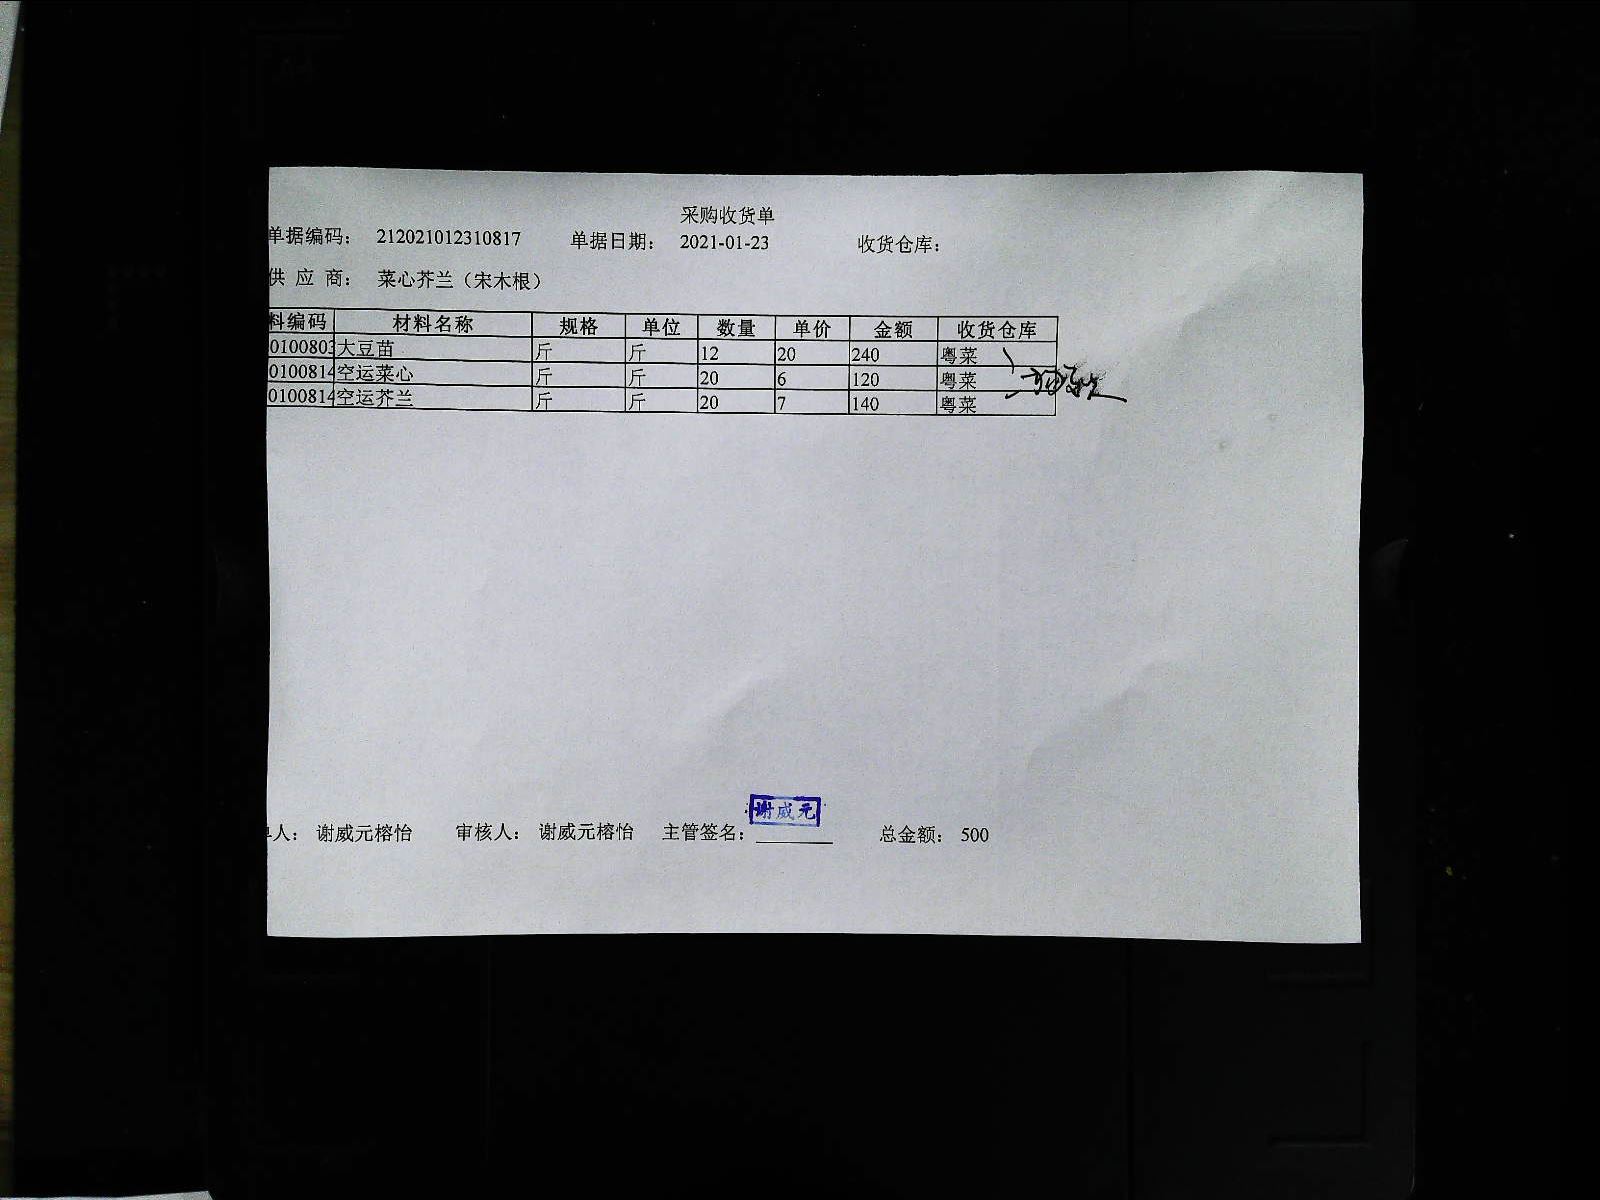 采购收货单
单据编码： 212021012310817 单据日期： 2021-01-23 收货仓库：
供 应 商： 菜心芥兰（宋木根）
料编码 材料名称 规格 单位 数量 单价 金额 收货仓库
0100803 大豆苗 斤 斤 12 20 240 粤菜
0100814 空运菜心 斤 斤 20 6 120 粤菜
0100814 空运芥兰 斤 斤 20 7 140 粤菜
谢威元
人： 谢威元榕怡 审核人： 谢威元榕怡 主管签名： 总金额： 500